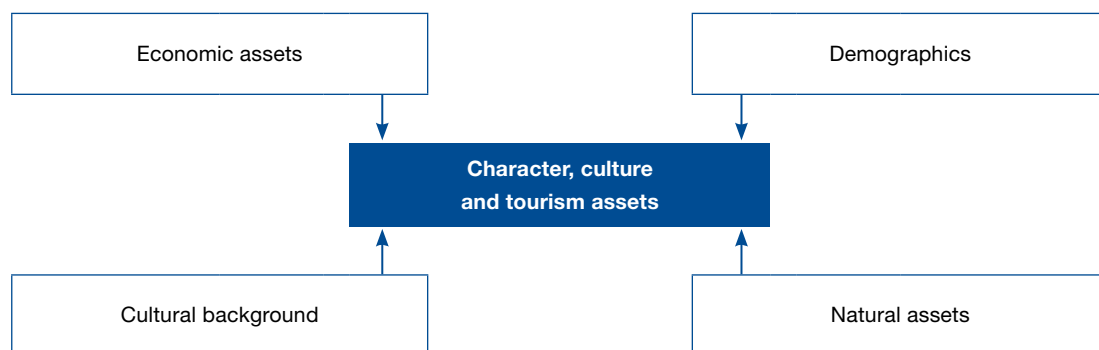 Economic assets
Demographics
Character, culture
and tourism assets
Cultural background
Natural assets